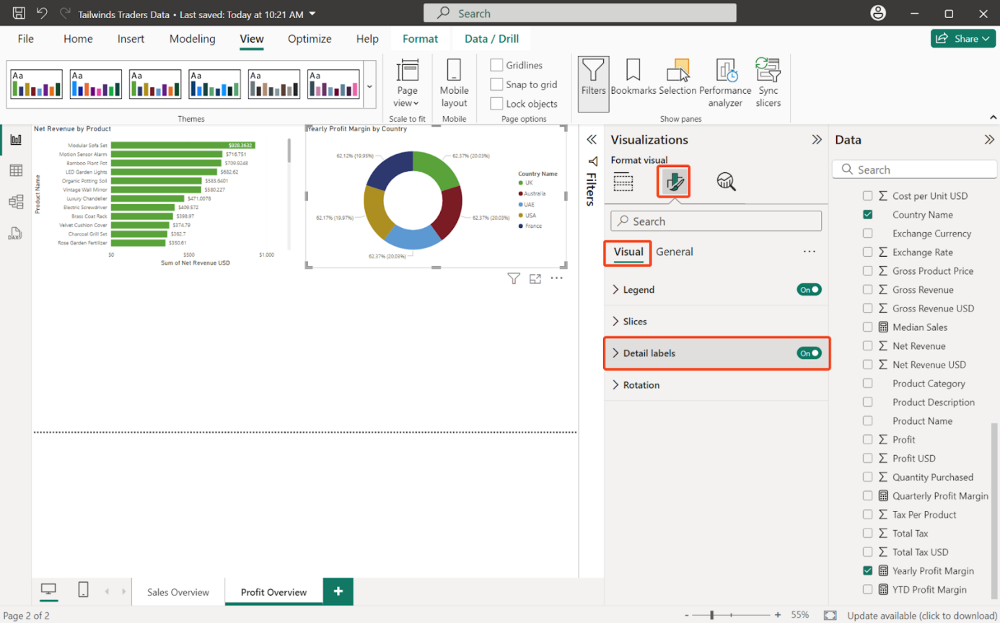 Tailwinds Traders Data • Last saved: Today at 10:21 AM
Search
File Home Insert Modeling View Optimize Help Format Data / Drill
Share
Aa Aa Aa Aa Aa Aa
Page view
Mobile layout
Gridlines
Snap to grid
Lock objects
Filters
Bookmarks
Selection
Performance analyzer
Sync slicers
Themes
Scale to fit
Mobile
Page options
Show panes
DAX
Net Revenue by Product
Product Name
Modular Sofa Set $928.3632
Motion Sensor Alarm $716.751
Bamboo Plant Pot $709.9248
LED Garden Lights $682.62
Organic Potting Soil $583.6401
Vintage Wall Mirror $580.227
Luxury Chandelier $471.0078
Electric Screwdriver $409.572
Brass Coat Rack $398.97
Velvet Cushion Cover $374.79
Charcoal Grill Set $362.7
Rose Garden Fertilizer $350.61
$0 $500 $1,000
Sum of Net Revenue USD
Yearly Profit Margin by Country
62.12% (19.95%)
62.37% (20.03%)
62.17% (19.97%)
62.37% (20.03%)
62.37% (20.03%)
Country Name
UK
Austraila
UAE
USA
France
Filters
Visualizations
Format visual
Search
Visual General
Legend On
Slices
Detail labels On
Rotation
Data
Search
Cost per Unit USD
Country Name
Exchange Currency
Exchange Rate
Gross Product Price
Gross Revenue
Gross Revenue USD
Median Sales
Net Revenue
Net Revenue USD
Product Category
Product Description
Product Name
Profit
Profit USD
Quantity Purchased
Quarterly Profit Margin
Tax Per Product
Total Tax
Total Tax USD
Yearly Profit Margin
YTD Profit Margin
Sales Overview Profit Overview +
Page 2 of 2
- + 55%
Update available (click to download)